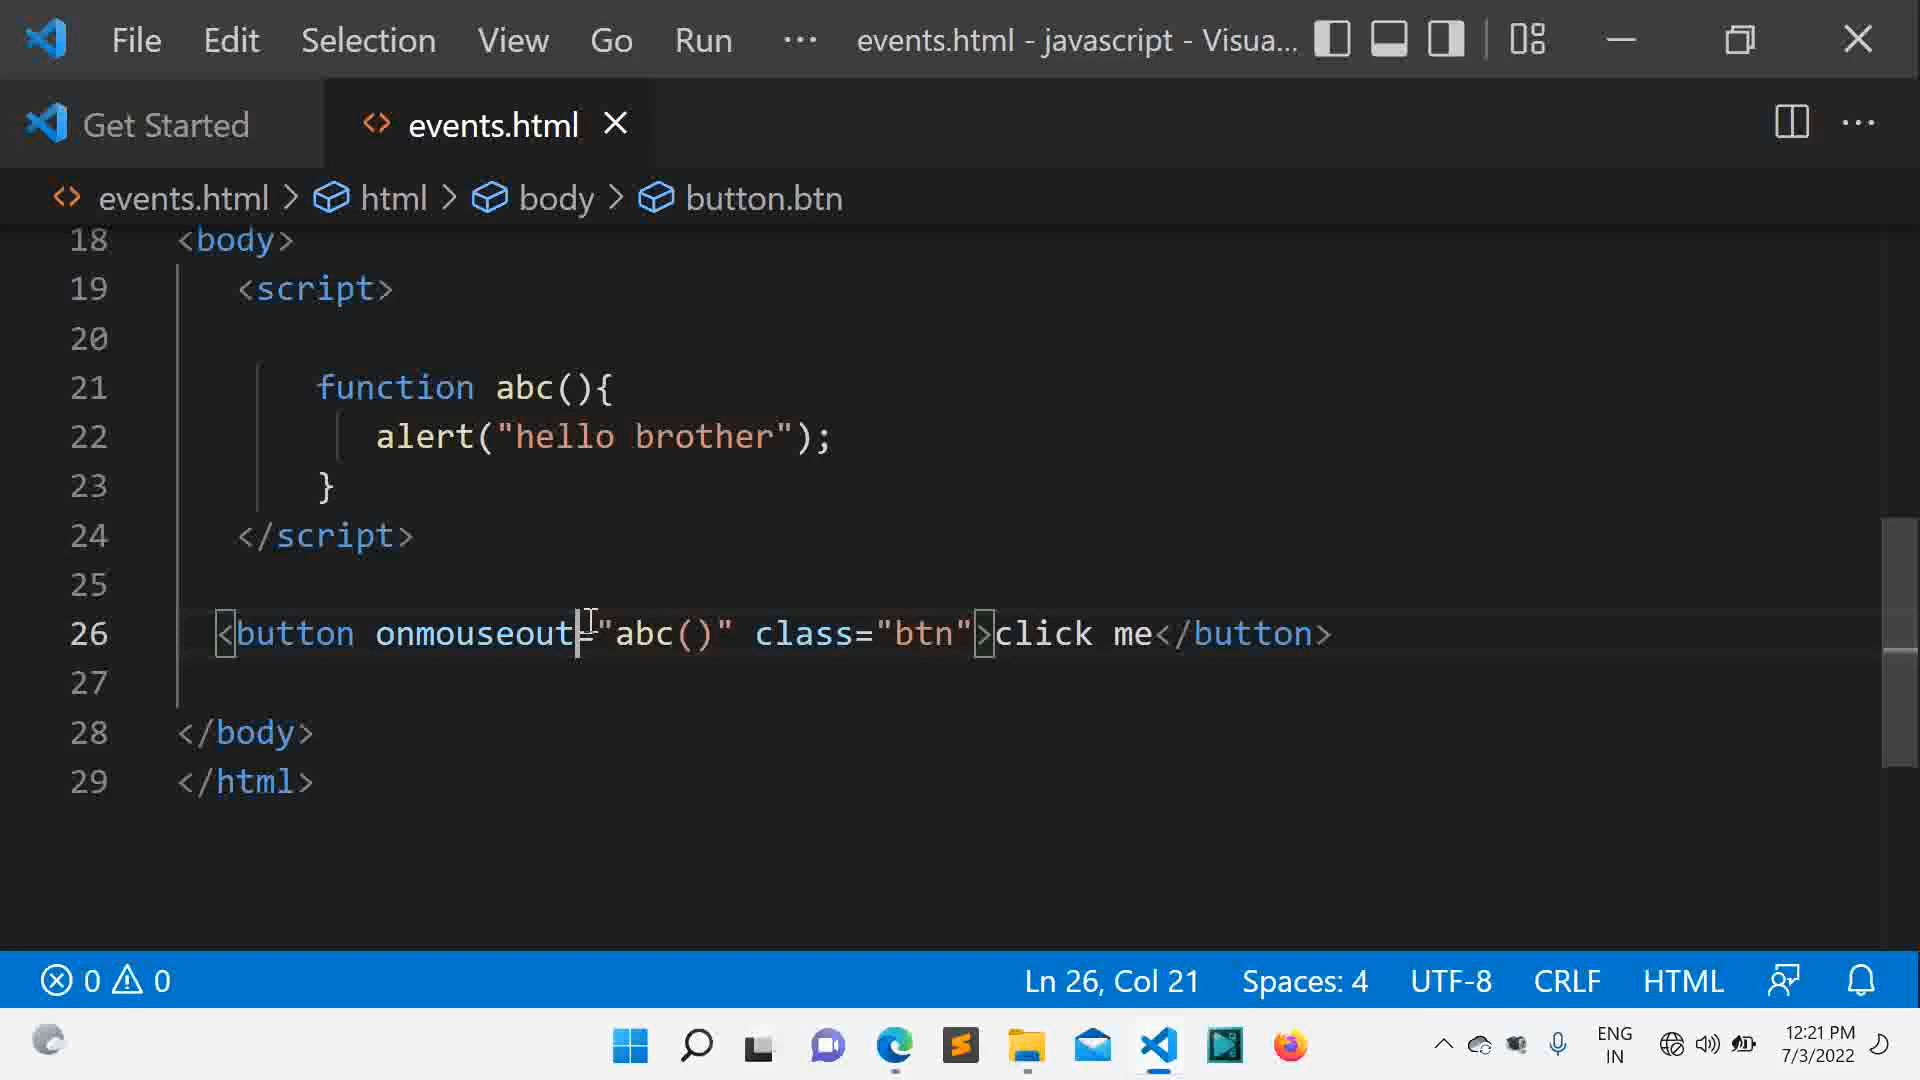 File Edit Selection View Go Run ··· events.html - javascript - Visua...
Get Started events.html
events.html > html > body > button.btn
18 <body>
19 <script>
20
21 function abc(){
22 alert("hello brother");
23 }
24 </script>
25
26 <button onmouseout="abc()" class="btn">click me</button>
27
28 </body>
29 </html>
0 0 Ln 26, Col 21 Spaces: 4 UTF-8 CRLF HTML
ENG 12:21 PM
IN 7/3/2022